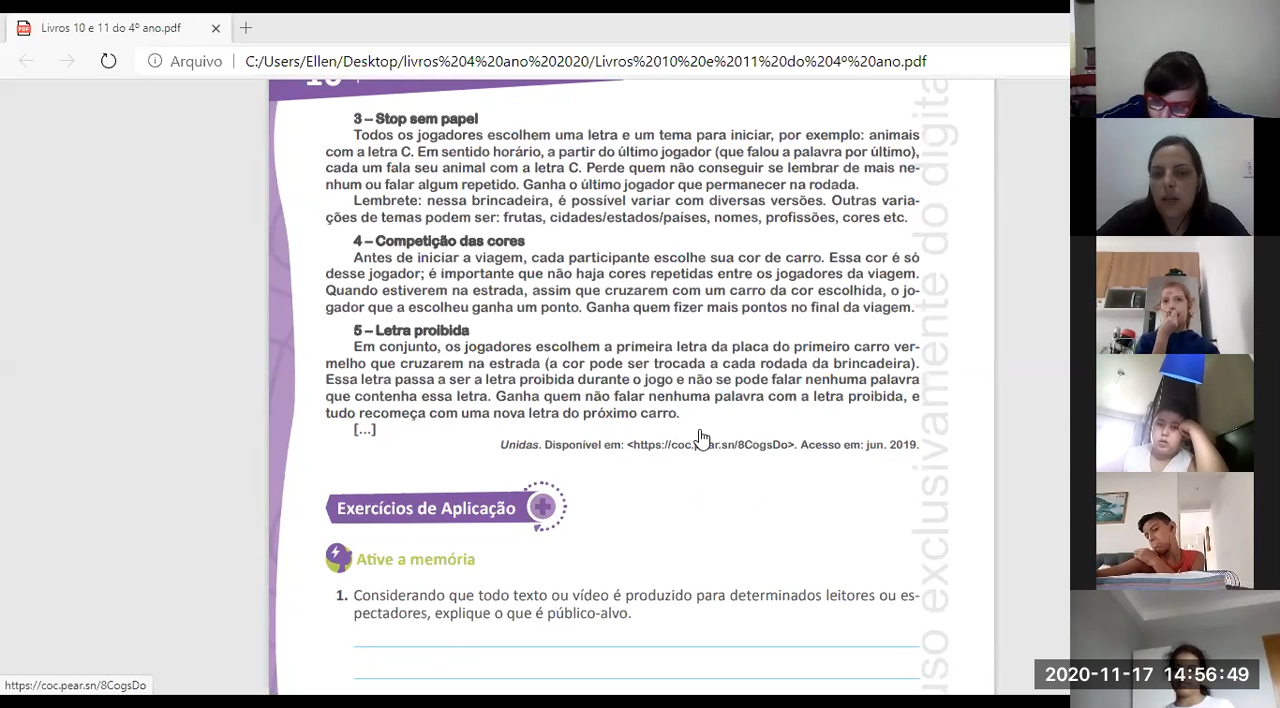 Livros 10 e 11 do 4º ano.pdf
Arquivo
C:/Users/Ellen/Desktop/livros%204%20ano%202020/Livros%2010%20e%2011%20do%204º%20ano.pdf
3 – Stop sem papel
Todos os jogadores escolhem uma letra e um tema para iniciar, por exemplo: animais
com a letra C. Em sentido horário, a partir do último jogador (que falou a palavra por último),
cada um fala seu animal com a letra C. Perde quem não conseguir se lembrar de mais ne-
nhum ou falar algum repetido. Ganha o último jogador que permanecer na rodada.
Lembrete: nessa brincadeira, é possível variar com diversas versões. Outras varia-
ções de temas podem ser: frutas, cidades/estados/países, nomes, profissões, cores etc.
4 – Competição das cores
Antes de iniciar a viagem, cada participante escolhe sua cor de carro. Essa cor é só
desse jogador; é importante que não haja cores repetidas entre os jogadores da viagem.
Quando estiverem na estrada, assim que cruzarem com um carro da cor escolhida, o jo-
gador que a escolheu ganha um ponto. Ganha quem fizer mais pontos no final da viagem.
5 – Letra proibida
Em conjunto, os jogadores escolhem a primeira letra da placa do primeiro carro ver-
melho que cruzarem na estrada (a cor pode ser trocada a cada rodada da brincadeira).
Essa letra passa a ser a letra proibida durante o jogo e não se pode falar nenhuma palavra
que contenha essa letra. Ganha quem não falar nenhuma palavra com a letra proibida, e
tudo recomeça com uma nova letra do próximo carro.
[...]
Unidas. Disponível em: <https://coc.pear.sn/8CogsDo>. Acesso em: jun. 2019.
Exercícios de Aplicação
Ative a memória
1. Considerando que todo texto ou vídeo é produzido para determinados leitores ou es-
pectadores, explique o que é público-alvo.
uso exclusivamente do digita
https://coc.pear.sn/8CogsDo
2020-11-17 14:56:49